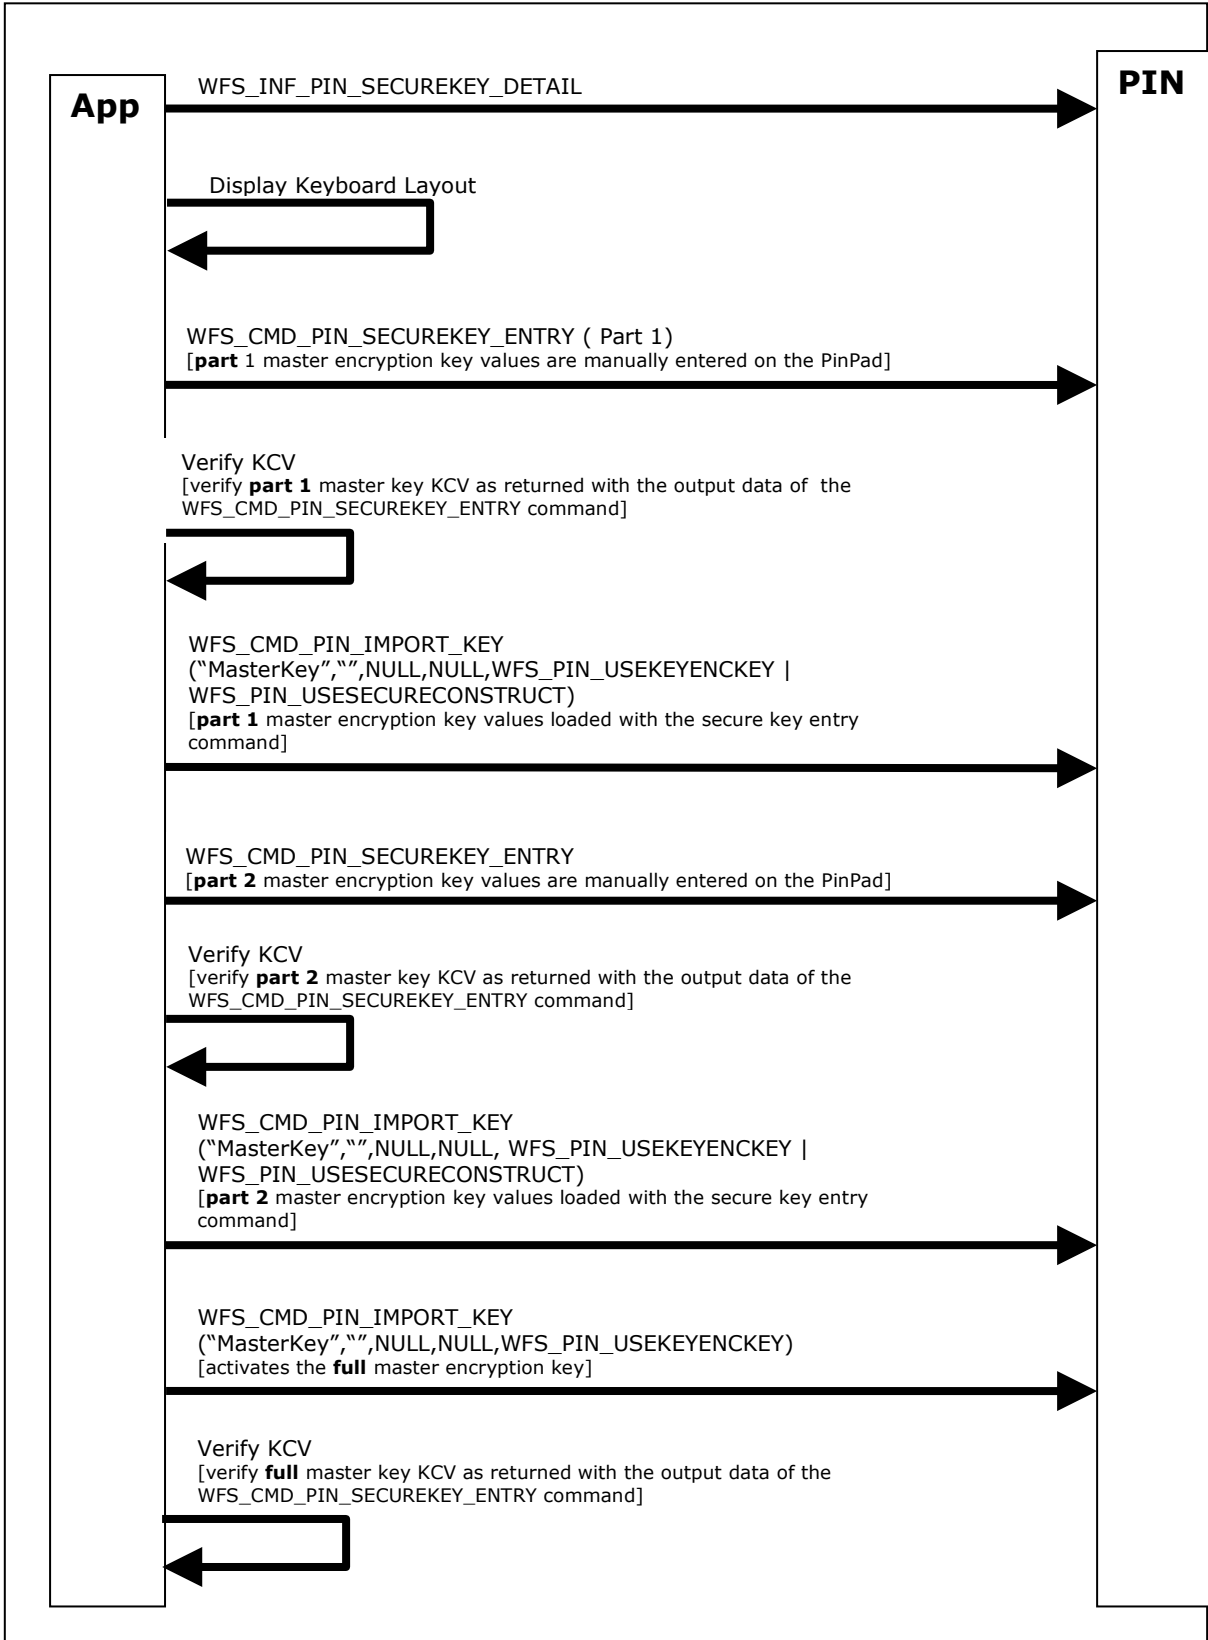 App
PIN
WFS_INF_PIN_SECUREKEY_DETAIL
Display Keyboard Layout
WFS_CMD_PIN_SECUREKEY_ENTRY ( Part 1)
[part 1 master encryption key values are manually entered on the PinPad]
Verify KCV
[verify part 1 master key KCV as returned with the output data of  the
WFS_CMD_PIN_SECUREKEY_ENTRY command]
WFS_CMD_PIN_IMPORT_KEY
(“MasterKey”,“”,NULL,NULL,WFS_PIN_USEKEYENCKEY |
WFS_PIN_USESECURECONSTRUCT)
[part 1 master encryption key values loaded with the secure key entry
command]
WFS_CMD_PIN_SECUREKEY_ENTRY
[part 2 master encryption key values are manually entered on the PinPad]
Verify KCV
[verify part 2 master key KCV as returned with the output data of the
WFS_CMD_PIN_SECUREKEY_ENTRY command]
WFS_CMD_PIN_IMPORT_KEY
(“MasterKey”,“”,NULL,NULL, WFS_PIN_USEKEYENCKEY |
WFS_PIN_USESECURECONSTRUCT)
[part 2 master encryption key values loaded with the secure key entry
command]
WFS_CMD_PIN_IMPORT_KEY
(“MasterKey”,“”,NULL,NULL,WFS_PIN_USEKEYENCKEY)
[activates the full master encryption key]
Verify KCV
[verify full master key KCV as returned with the output data of the
WFS_CMD_PIN_SECUREKEY_ENTRY command]